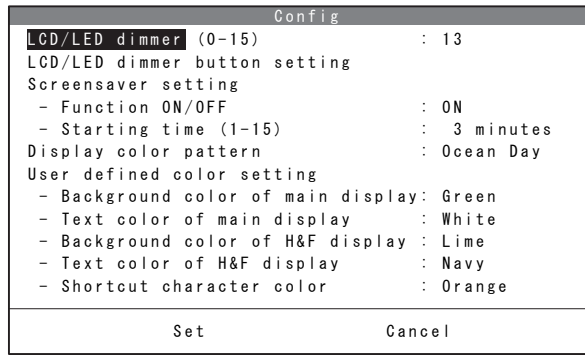 Config
LCD/LED dimmer (0-15) : 13
LCD/LED dimmer button setting
Screensaver setting
- Function ON/OFF : ON
- Starting time (1-15) : 3 minutes
Display color pattern : Ocean Day
User defined color setting
- Background color of main display: Green
- Text color of main display : White
- Background color of H&F display : Lime
- Text color of H&F display : Navy
- Shortcut character color : Orange
Set Cancel